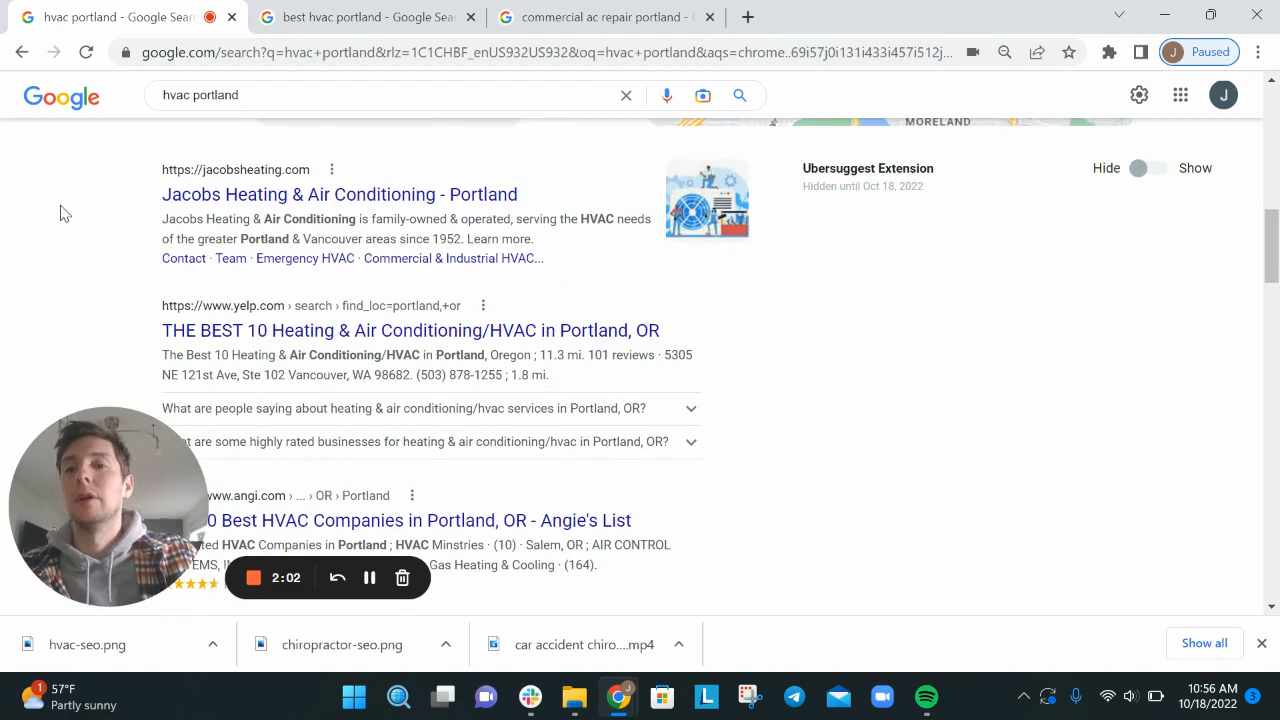 hvac portland - Google Sear
best hvac portland - Google Sea
commercial ac repair portland -
google.com/search?q=hvac+portland&rlz=1C1CHBF_enUS932US932&oq=hvac+portland&aqs=chrome..69i57j0i131i433i457i512j...
J Paused
Google
hvac portland
J
MORELAND
https://jacobsheating.com
Jacobs Heating & Air Conditioning - Portland
Jacobs Heating & Air Conditioning is family-owned & operated, serving the HVAC needs
of the greater Portland & Vancouver areas since 1952. Learn more.
Contact · Team · Emergency HVAC · Commercial & Industrial HVAC...
Ubersuggest Extension
Hidden until Oct 18, 2022
Hide
Show
https://www.yelp.com › search › find_loc=portland,+or
THE BEST 10 Heating & Air Conditioning/HVAC in Portland, OR
The Best 10 Heating & Air Conditioning/HVAC in Portland, Oregon ; 11.3 mi. 101 reviews · 5305
NE 121st Ave, Ste 102 Vancouver, WA 98682. (503) 878-1255 ; 1.8 mi.
What are people saying about heating & air conditioning/hvac services in Portland, OR?
at are some highly rated businesses for heating & air conditioning/hvac in Portland, OR?
www.angi.com › ... › OR › Portland
0 Best HVAC Companies in Portland, OR - Angie's List
ted HVAC Companies in Portland ; HVAC Minstries · (10) · Salem, OR ; AIR CONTROL
Gas Heating & Cooling · (164).
2:02
hvac-seo.png
chiropractor-seo.png
car accident chiro....mp4
Show all
1
57°F
Partly sunny
L
10:56 AM
10/18/2022
3